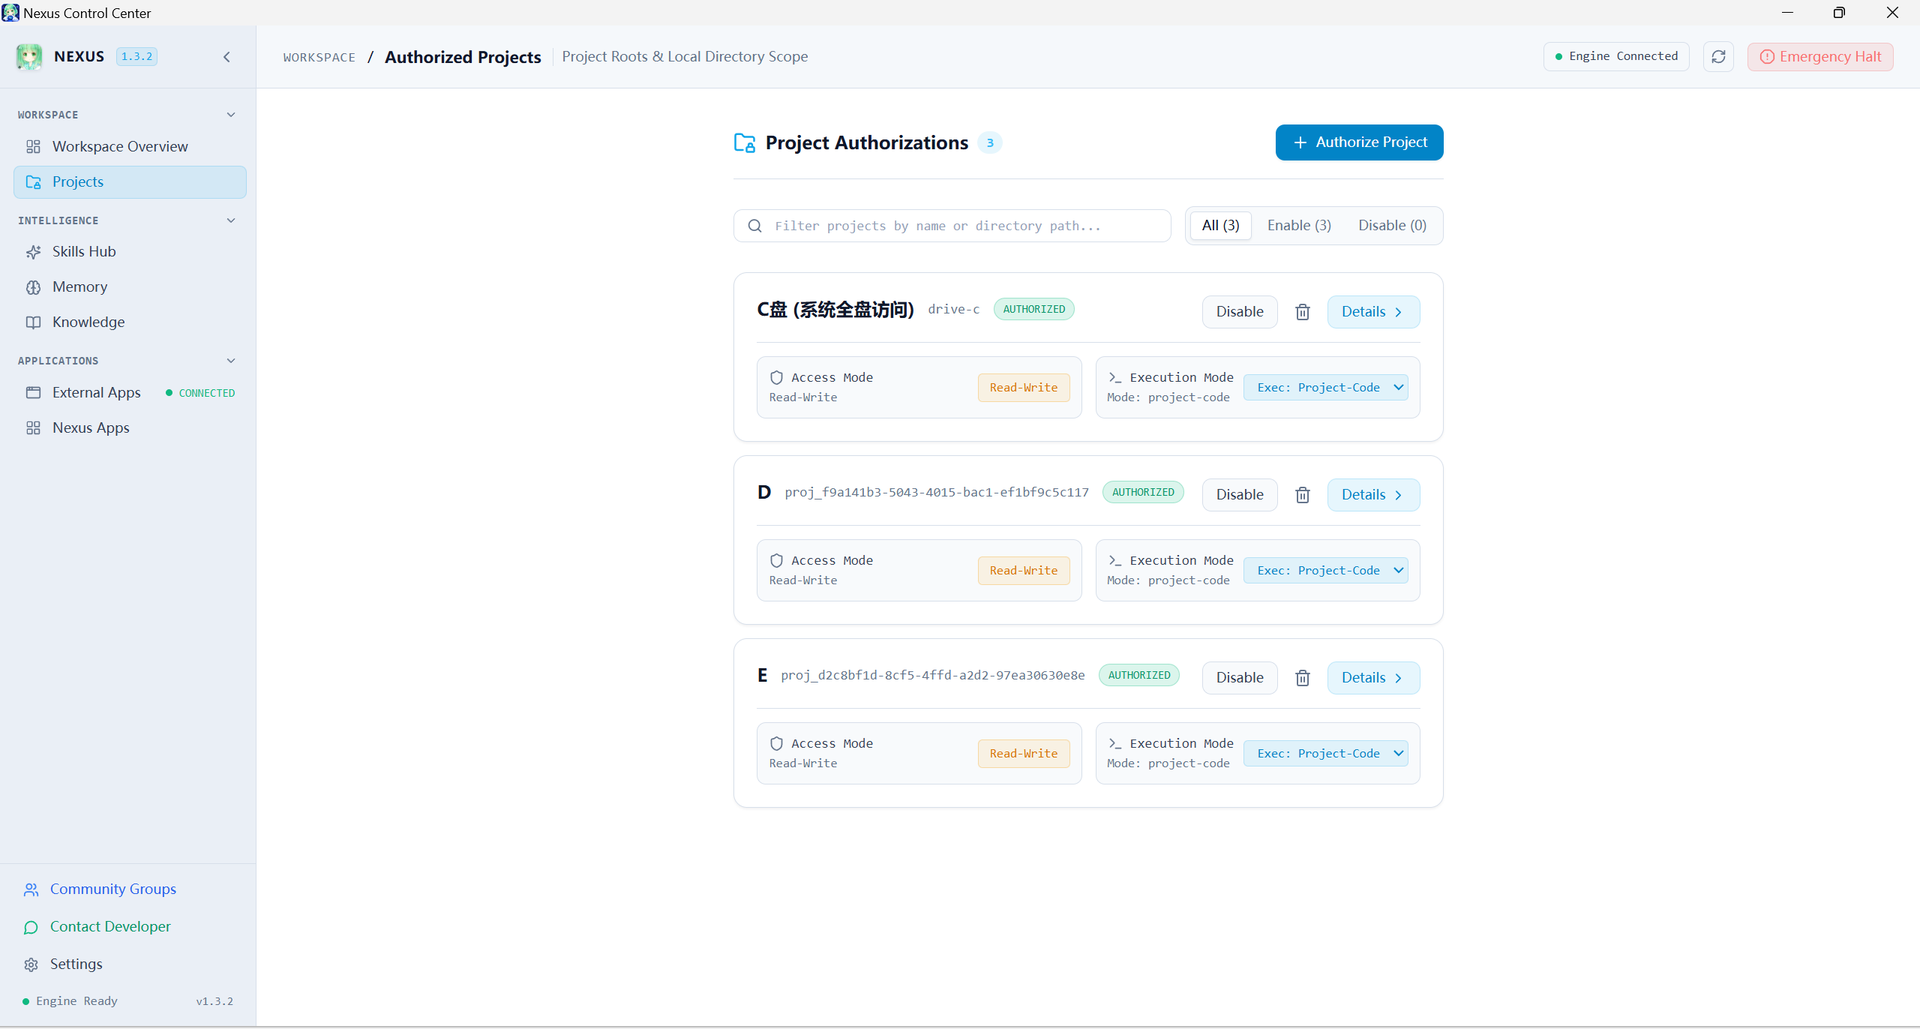 Nexus Control Center
NEXUS 1.3.2
WORKSPACE / Authorized Projects Project Roots & Local Directory Scope
Engine Connected
Emergency Halt
WORKSPACE
Workspace Overview
Projects
INTELLIGENCE
Skills Hub
Memory
Knowledge
APPLICATIONS
External Apps CONNECTED
Nexus Apps
Community Groups
Contact Developer
Settings
Engine Ready v1.3.2
Project Authorizations 3
+ Authorize Project
Filter projects by name or directory path...
All (3) Enable (3) Disable (0)
C盘 (系统全盘访问) drive-c AUTHORIZED Disable Details
Access Mode
Read-Write
Read-Write
Execution Mode
Mode: project-code
Exec: Project-Code
D proj_f9a141b3-5043-4015-bac1-ef1bf9c5c117 AUTHORIZED Disable Details
Access Mode
Read-Write
Read-Write
Execution Mode
Mode: project-code
Exec: Project-Code
E proj_d2c8bf1d-8cf5-4ffd-a2d2-97ea30630e8e AUTHORIZED Disable Details
Access Mode
Read-Write
Read-Write
Execution Mode
Mode: project-code
Exec: Project-Code